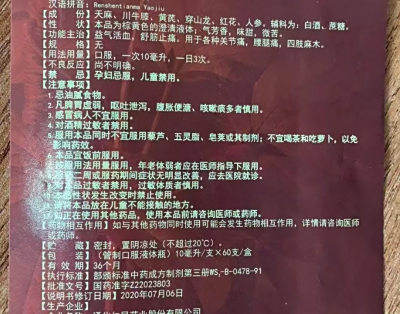 汉语拼音：Renshentianma Yaojiu
【成　份】天麻、川牛膝、黄芪、穿山龙、红花、人参。辅料为：白酒、蔗糖。
【性　状】本品为棕黄色的澄清液体；气芳香，味甜，微苦。
【功能主治】益气活血，舒筋止痛。用于各种关节痛，腰腿痛，四肢麻木。
【规　格】无
【用法用量】口服，一次10毫升，一日3次。
【不良反应】尚不明确。
【禁　忌】孕妇忌服，儿童禁用。
【注意事项】
1. 忌油腻食物。
2. 凡脾胃虚弱，呕吐泄泻，腹胀便溏、咳嗽痰多者慎用。
3. 感冒病人不宜服用。
4. 对酒精过敏者禁用。
5. 服用本品同时不宜服用藜芦、五灵脂、皂荚或其制剂；不宜喝茶和吃萝卜，以免
影响药效。
6. 本品宜饭前服用。
按照用法用量服用，年老体弱者应在医师指导下服用。
二周或服药期间症状无明显改善，应去医院就诊。
对本品过敏者禁用，过敏体质者慎用。
本品性状发生改变时禁止使用。
请将本品放在儿童不能接触的地方。
如正在使用其他药品，使用本品前请咨询医师或药师。
【药物相互作用】如与其他药物同时使用可能会发生药物相互作用，详情请咨询医师
或药师。
【贮　藏】密封，置阴凉处（不超过20℃）。
【包　装】（管制口服液体瓶）10毫升/支×60支/盒
【有 效 期】36个月
【执行标准】部颁标准中药成方制剂第三册WS₃-B-0478-91
【批准文号】国药准字Z22023803
【说明书修订日期】2020年07月06日
【生产企业】
企业名称：